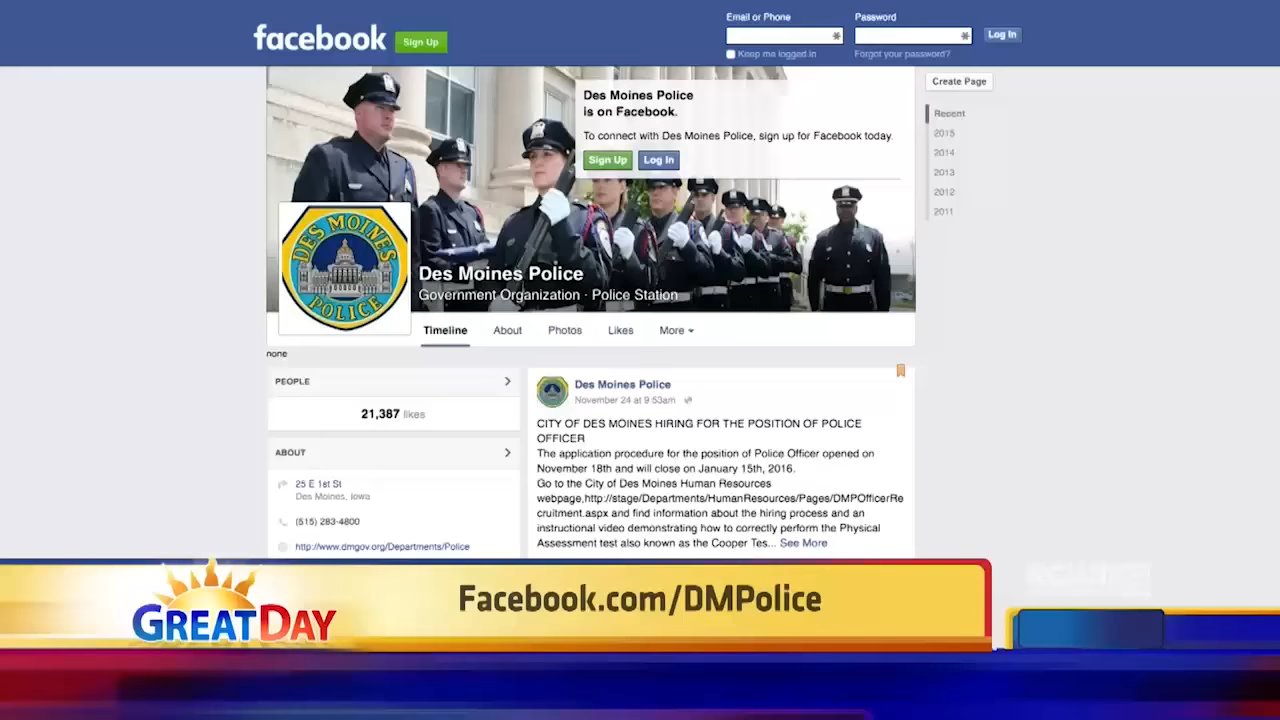 facebook
Sign Up
Email or Phone
Password
Log In
Keep me logged in
Forgot your password?
Create Page
Recent
2015
2014
2013
2012
2011
Des Moines Police
is on Facebook.
To connect with Des Moines Police, sign up for Facebook today.
Sign Up
Log In
DES MOINES
POLICE
Des Moines Police
Government Organization · Police Station
Timeline
About
Photos
Likes
More
none
PEOPLE
21,387 likes
ABOUT
25 E 1st St
Des Moines, Iowa
(515) 283-4800
http://www.dmgov.org/Departments/Police
Des Moines Police
November 24 at 9:53am
CITY OF DES MOINES HIRING FOR THE POSITION OF POLICE
OFFICER
The application procedure for the position of Police Officer opened on
November 18th and will close on January 15th, 2016.
Go to the City of Des Moines Human Resources
webpage,http://stage/Departments/HumanResources/Pages/DMPOfficerRe
cruitment.aspx and find information about the hiring process and an
instructional video demonstrating how to correctly perform the Physical
Assessment test also known as the Cooper Tes... See More
GREAT DAY
Facebook.com/DMPolice